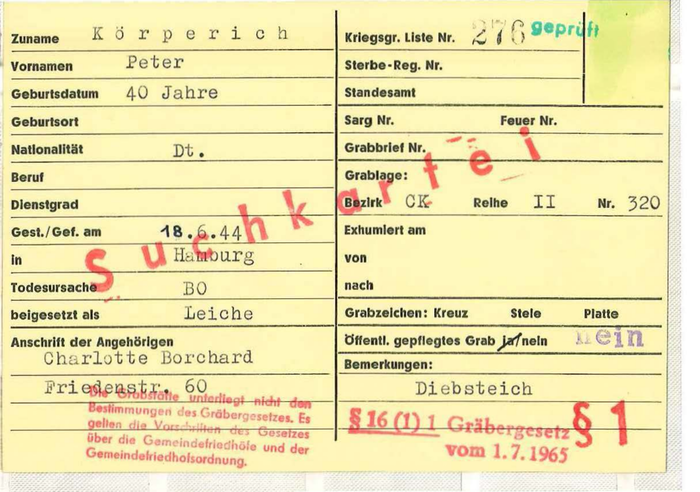 Zuname Körperich
Vornamen Peter
Geburtsdatum 40 Jahre
Geburtsort
Nationalität Dt.
Beruf
Dienstgrad
Gest./Gef. am 18.6.44
in Hamburg
Todesursache BO
beigesetzt als Leiche
Anschrift der Angehörigen
Charlotte Borchard
Friedenstr. 60
Die Grabstätte unterliegt nicht den
Bestimmungen des Gräbergesetzes. Es
gelten die Vorschriften des Gesetzes
über die Gemeindefriedhöfe und der
Gemeindefriedhofsordnung.
Suchkartei
Kriegsgr. Liste Nr. 276 geprüft
Sterbe-Reg. Nr.
Standesamt
Sarg Nr. Feuer Nr.
Grabbrief Nr.
Grablage:
Bezirk CK Reihe II Nr. 320
Exhumiert am
von
nach
Grabzeichen: Kreuz Stele Platte
Öffentl. gepflegtes Grab ja/nein nein
Bemerkungen:
Diebsteich
§ 16 (1) 1 Gräbergesetz § 1
vom 1.7.1965